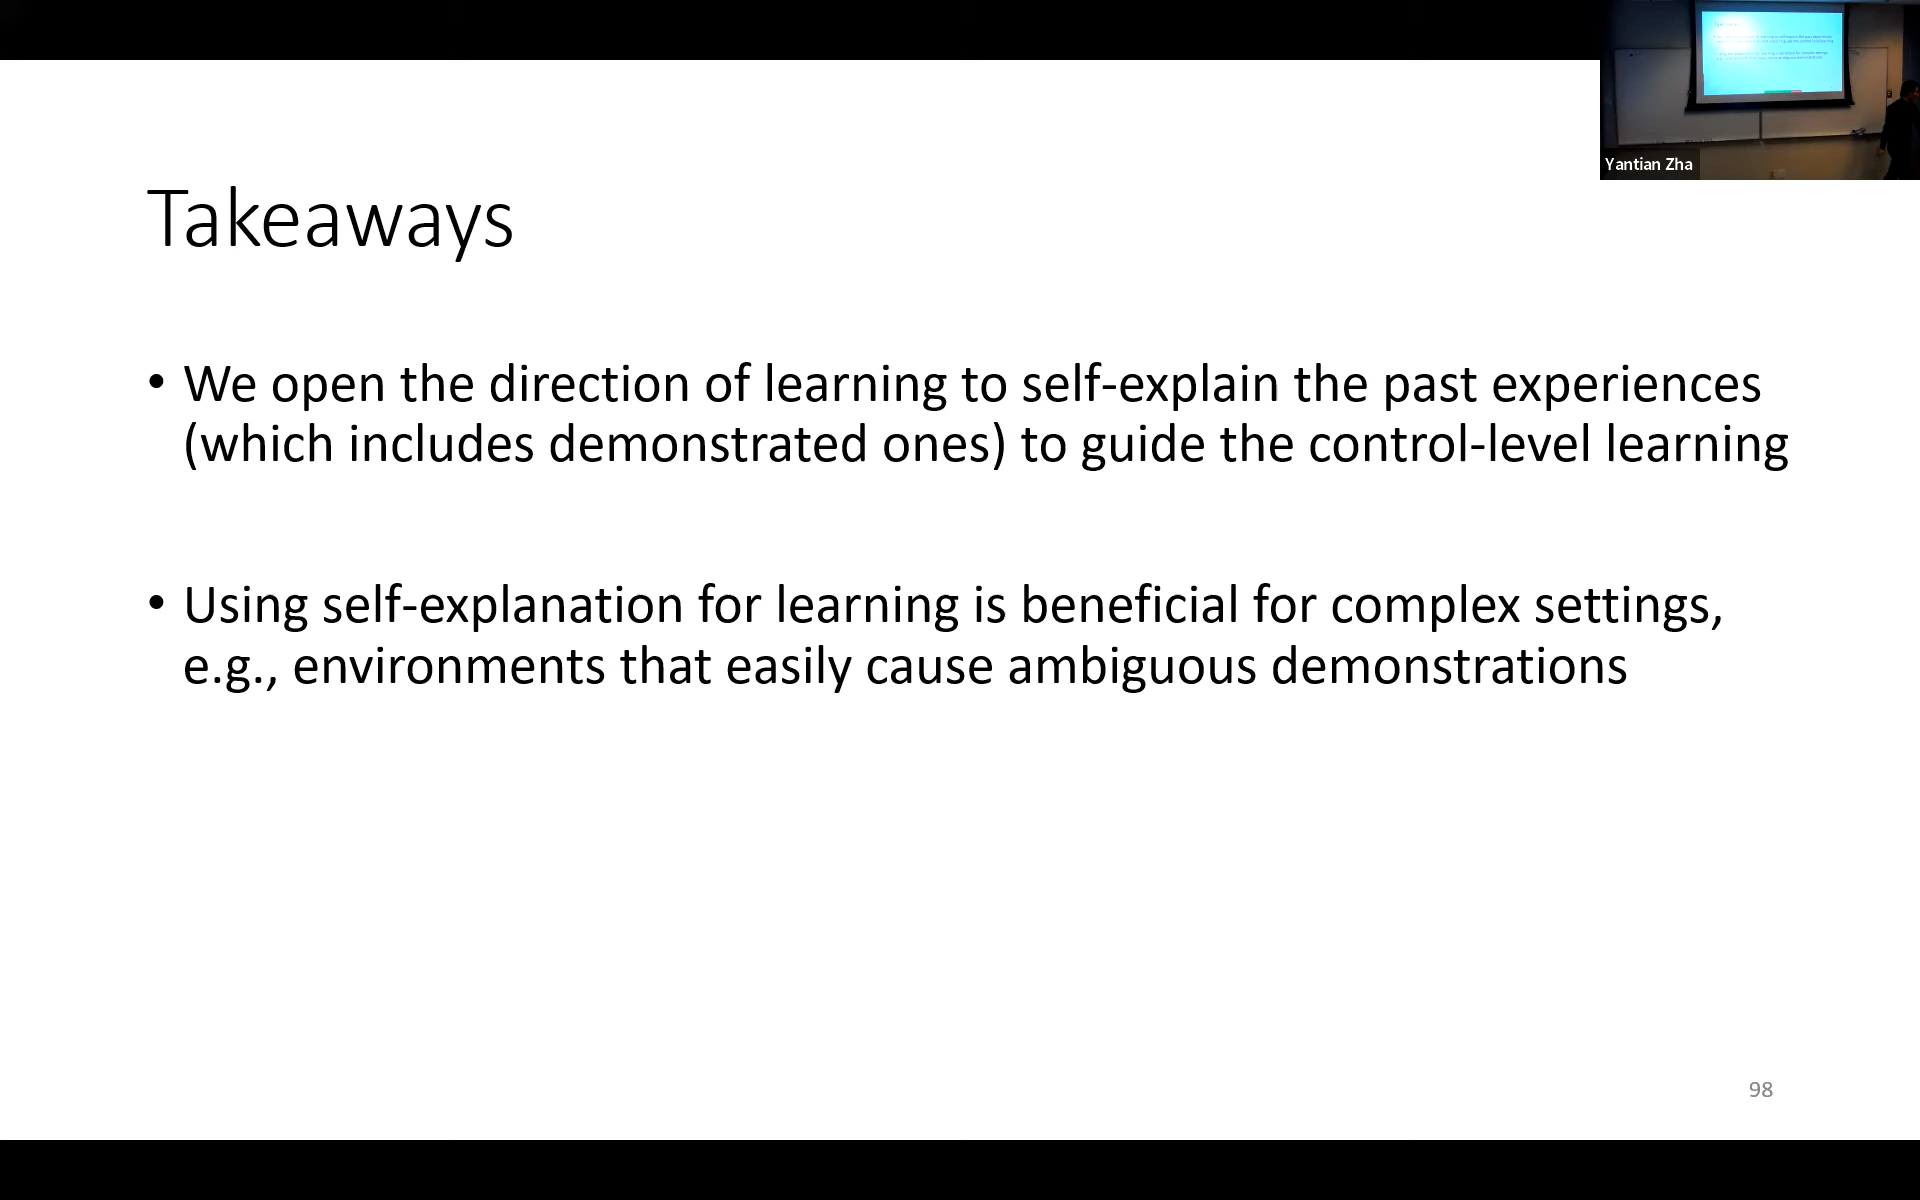 Yantian Zha
Takeaways
• We open the direction of learning to self-explain the past experiences
(which includes demonstrated ones) to guide the control-level learning
• Using self-explanation for learning is beneficial for complex settings,
e.g., environments that easily cause ambiguous demonstrations
98